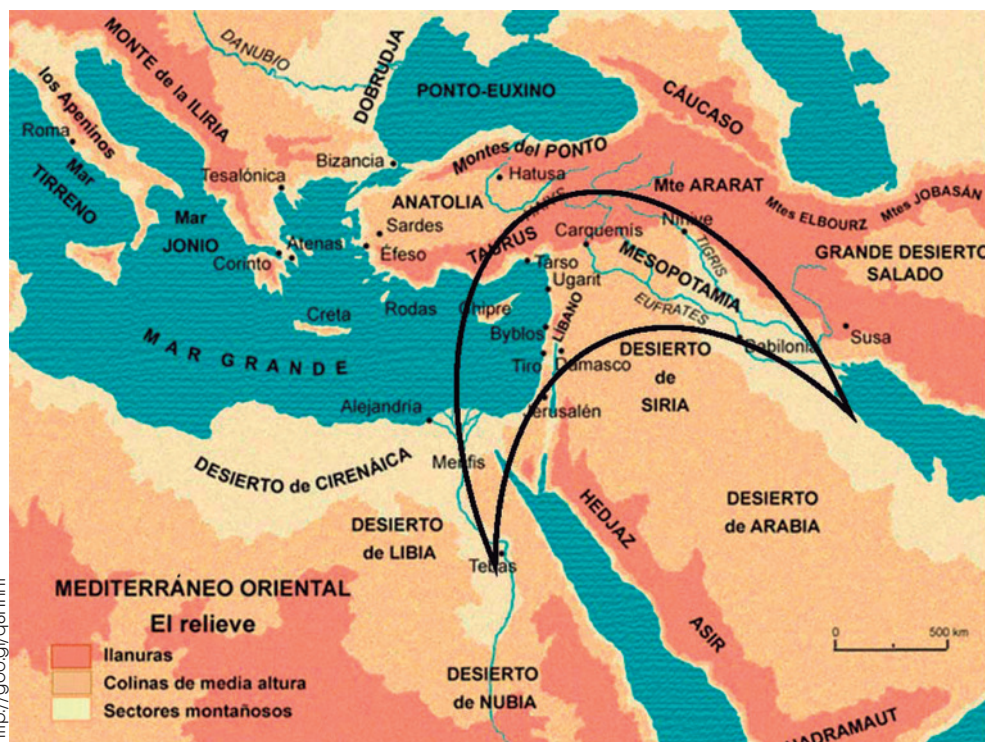 MONTE de la ILIRIA
DANUBIO
DOBRUDJA
PONTO-EUXINO
CÁUCASO
los Apeninos
Roma
Mar
TIRRENO
Tesalónica
Bizancia
Montes del PONTO
Hatusa
ANATOLIA
Mte ARARAT
Mtes ELBOURZ
Mtes JOBASÁN
Mar
JONIO
Atenas
Corinto
Sardes
Éfeso
TAURUS
Carquemis
Nínive
TIGRIS
GRANDE DESIERTO
SALADO
Tarso
Ugarit
MESOPOTAMIA
Creta
Rodas
Chipre
EUFRATES
Byblos
LÍBANO
Babilonia
Susa
MAR GRANDE
Tiro
Damasco
DESIERTO
de
SIRIA
Alejandría
Jerusalén
DESIERTO de CIRENÁICA
Menfis
HEDJAZ
DESIERTO
de ARABIA
DESIERTO
de LIBIA
Tebas
MEDITERRÁNEO ORIENTAL
El relieve
llanuras
Colinas de media altura
Sectores montañosos
DESIERTO
de NUBIA
ASIR
0 500 km